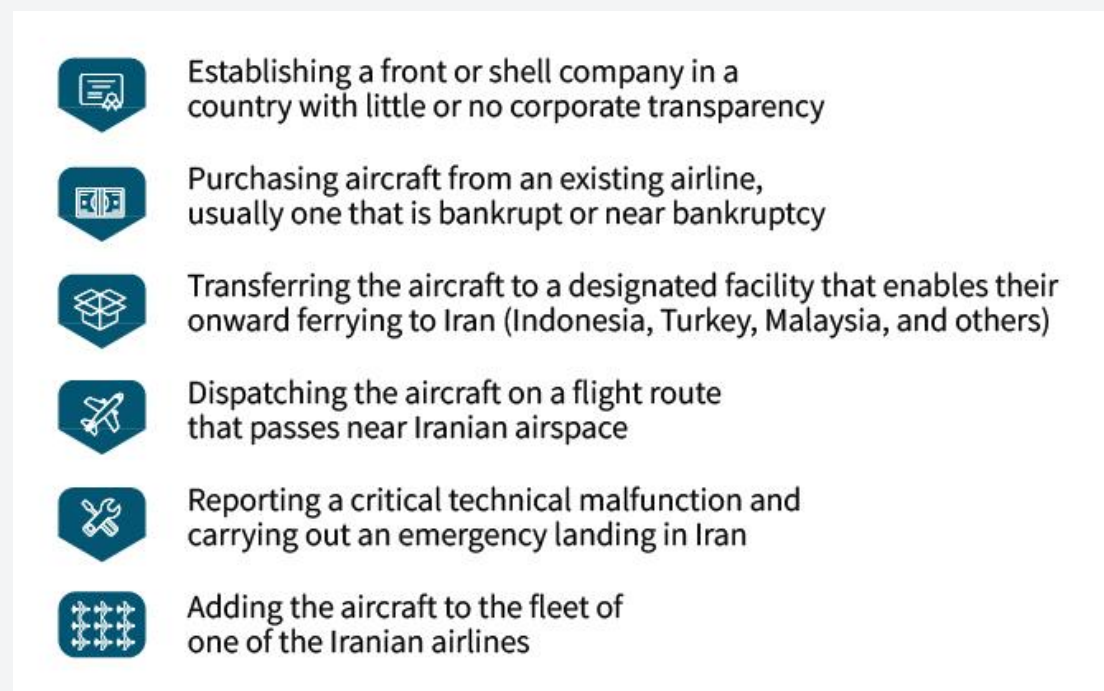 Establishing a front or shell company in a
country with little or no corporate transparency
Purchasing aircraft from an existing airline,
usually one that is bankrupt or near bankruptcy
Transferring the aircraft to a designated facility that enables their
onward ferrying to Iran (Indonesia, Turkey, Malaysia, and others)
Dispatching the aircraft on a flight route
that passes near Iranian airspace
Reporting a critical technical malfunction and
carrying out an emergency landing in Iran
Adding the aircraft to the fleet of
one of the Iranian airlines